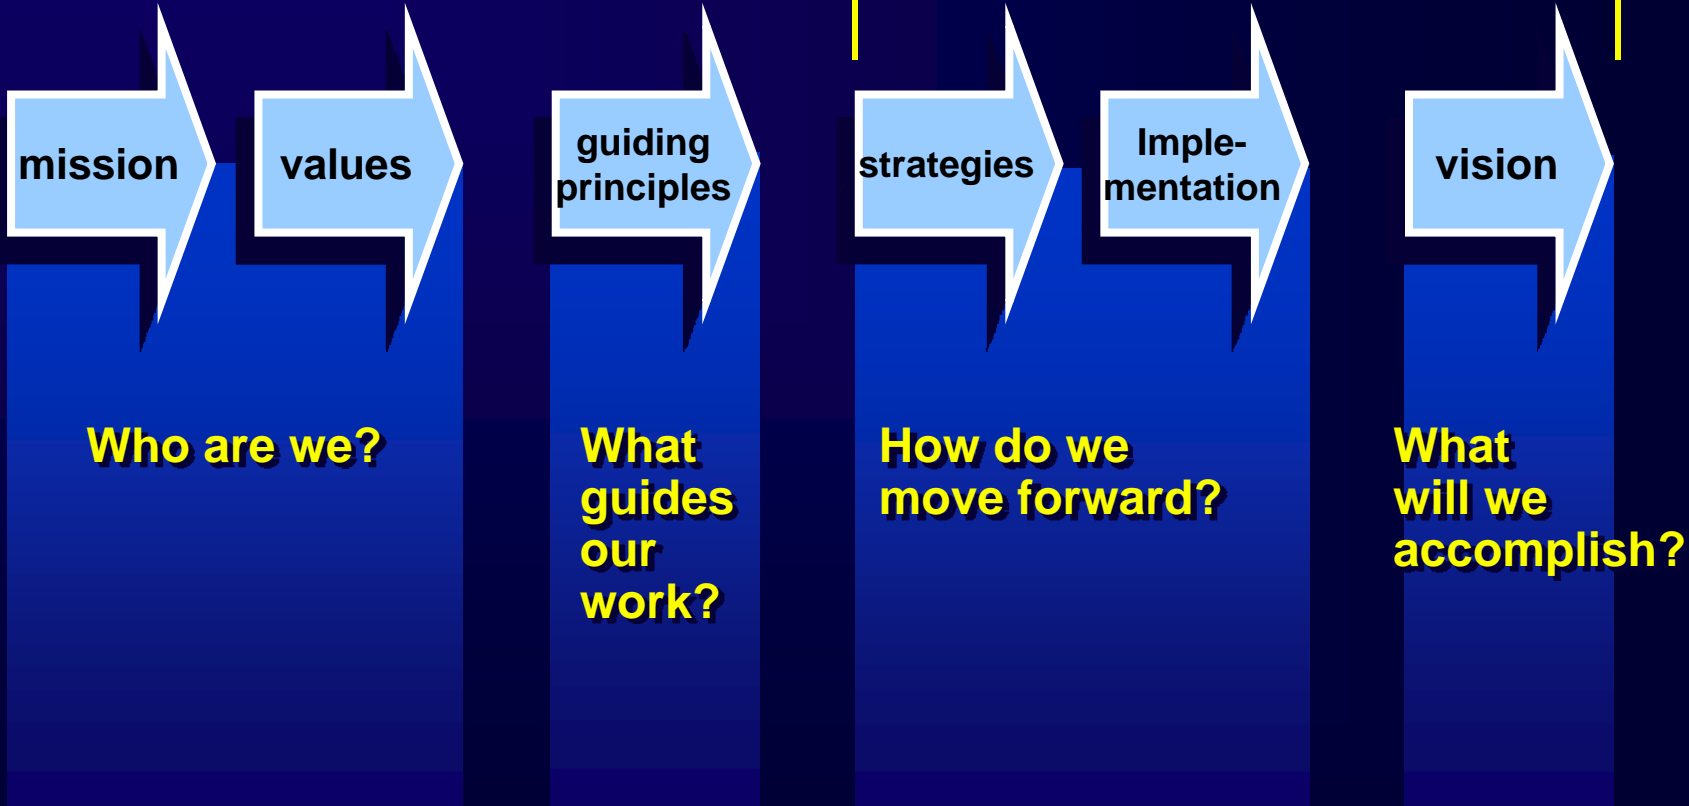 mission
values
guiding
principles
strategies
Imple-
mentation
vision
Who are we?
What
guides
our
work?
How do we
move forward?
What
will we
accomplish?